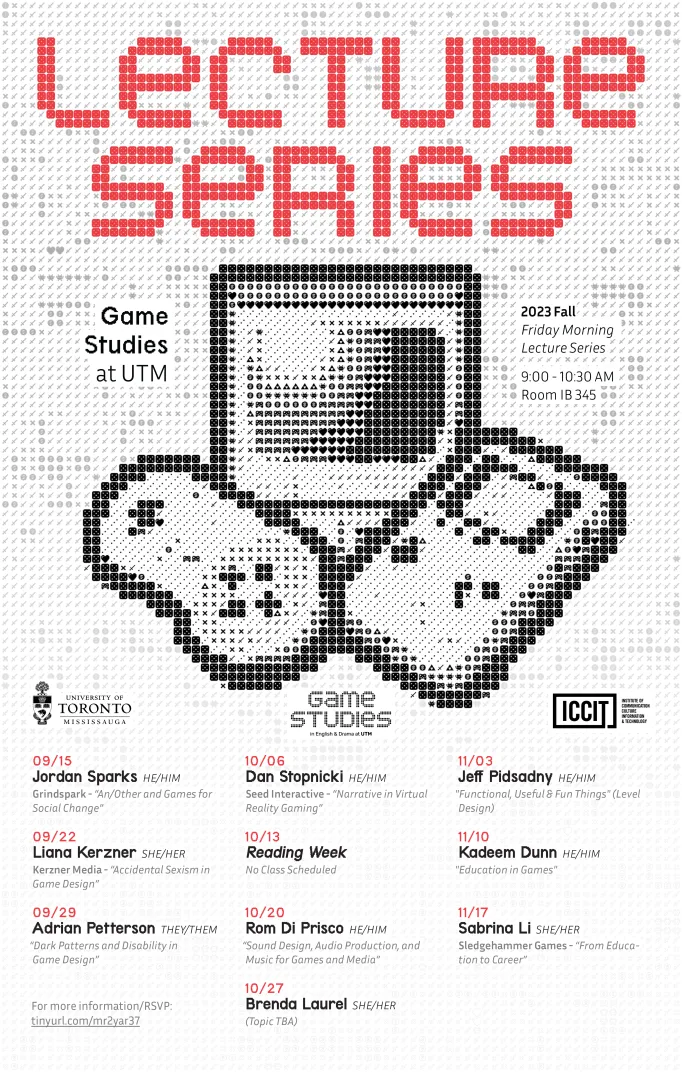 LECTURE
SERIES
Game
Studies
at UTM
2023 Fall
Friday Morning
Lecture Series
9:00 - 10:30 AM
Room IB 345
UNIVERSITY OF
TORONTO
MISSISSAUGA
GAME
STUDIES
in English & Drama at UTM
ICCIT
INSTITUTE OF
COMMUNICATION
CULTURE
INFORMATION
& TECHNOLOGY
09/15
Jordan Sparks HE/HIM
Grindspark - "An/Other and Games for
Social Change"
09/22
Liana Kerzner SHE/HER
Kerzner Media - "Accidental Sexism in
Game Design"
09/29
Adrian Petterson THEY/THEM
"Dark Patterns and Disability in
Game Design"
For more information/RSVP:
tinyurl.com/mr2yar37
10/06
Dan Stopnicki HE/HIM
Seed Interactive - "Narrative in Virtual
Reality Gaming"
10/13
Reading Week
No Class Scheduled
10/20
Rom Di Prisco HE/HIM
"Sound Design, Audio Production, and
Music for Games and Media"
10/27
Brenda Laurel SHE/HER
(Topic TBA)
11/03
Jeff Pidsadny HE/HIM
"Functional, Useful & Fun Things" (Level
Design)
11/10
Kadeem Dunn HE/HIM
"Education in Games"
11/17
Sabrina Li SHE/HER
Sledgehammer Games - "From Educa-
tion to Career"